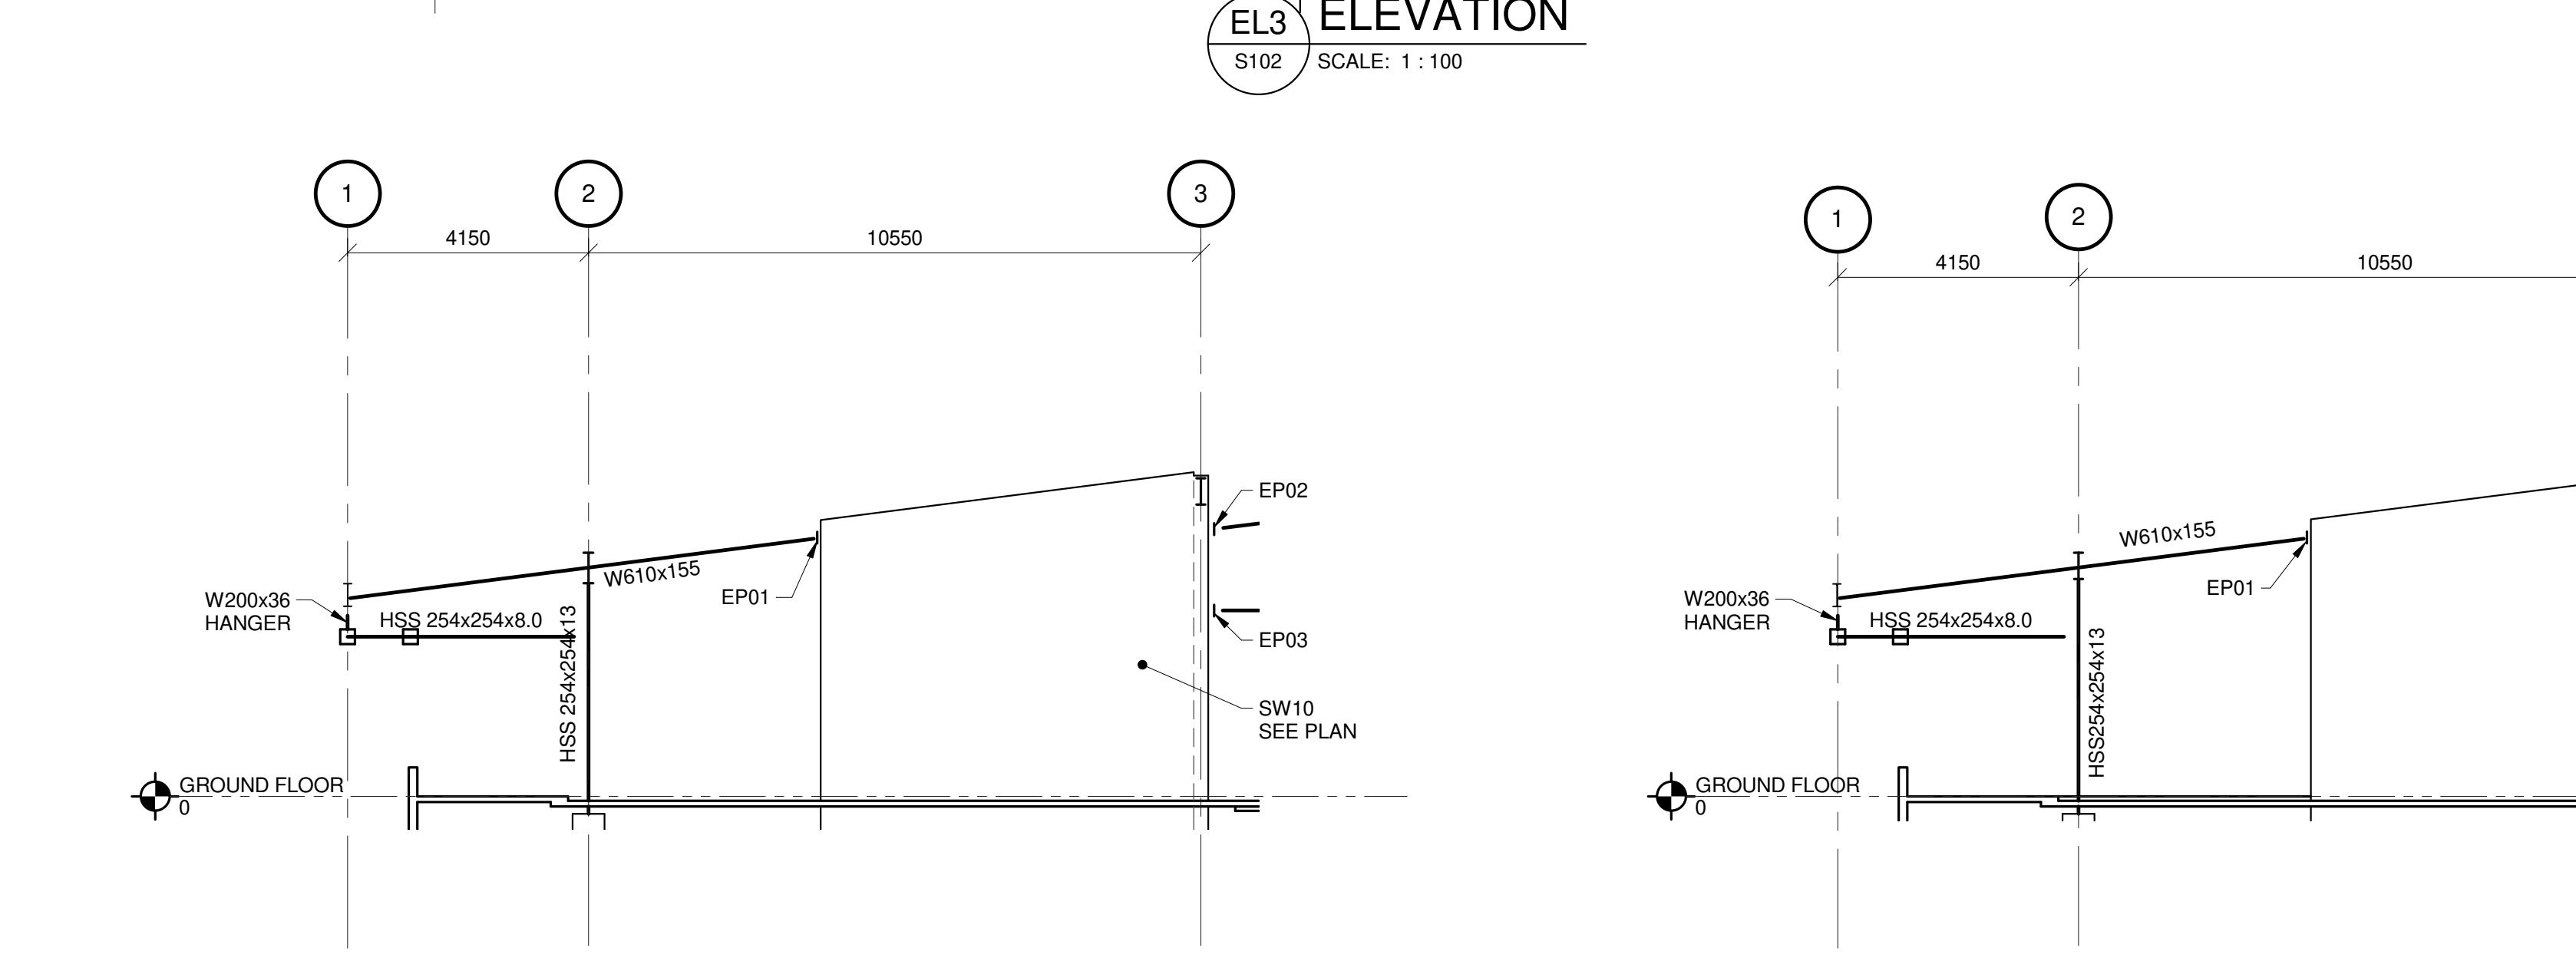 EL3
ELEVATION
S102
SCALE: 1 : 100
1
2
3
4150
10550
EP02
W610x155
EP01
W200x36
HANGER
HSS 254x254x8.0
HSS 254x254x13
EP03
SW10
SEE PLAN
GROUND FLOOR
0
1
2
4150
10550
W610x155
EP01
W200x36
HANGER
HSS 254x254x8.0
HSS254x254x13
GROUND FLOOR
0